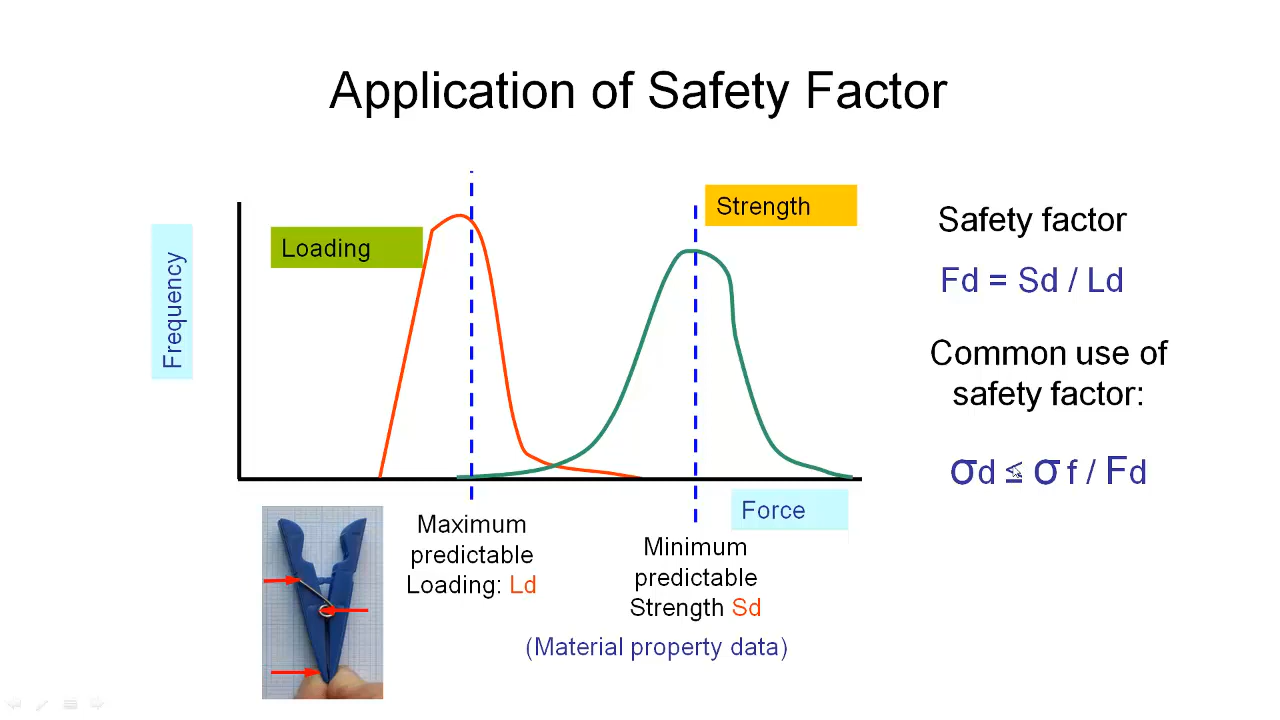 Application of Safety Factor
Loading
Strength
Frequency
Force
Maximum
predictable
Loading: Ld
Minimum
predictable
Strength Sd
(Material property data)
Safety factor
Fd = Sd / Ld
Common use of
safety factor:
σd ≤ σ f / Fd